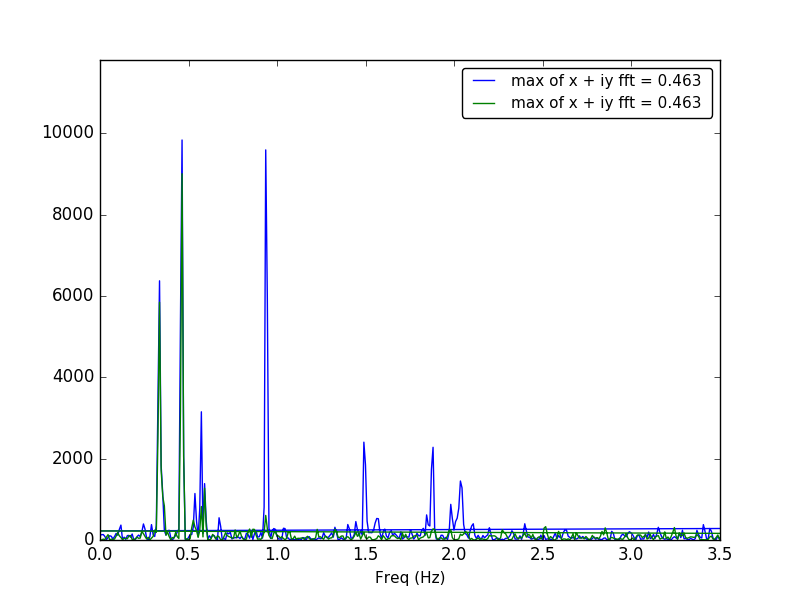 max of x + iy fft = 0.463
max of x + iy fft = 0.463
10000
8000
6000
4000
2000
0
0.0 0.5 1.0 1.5 2.0 2.5 3.0 3.5
Freq (Hz)